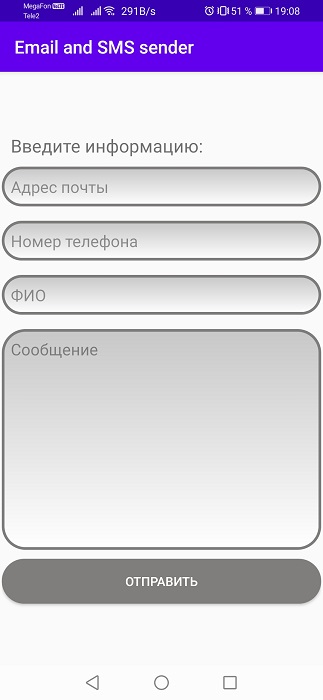 MegaFon VoLTE
Tele2
291B/s
51 %
19:08
Email and SMS sender
Введите информацию:
Адрес почты
Номер телефона
ФИО
Сообщение
ОТПРАВИТЬ